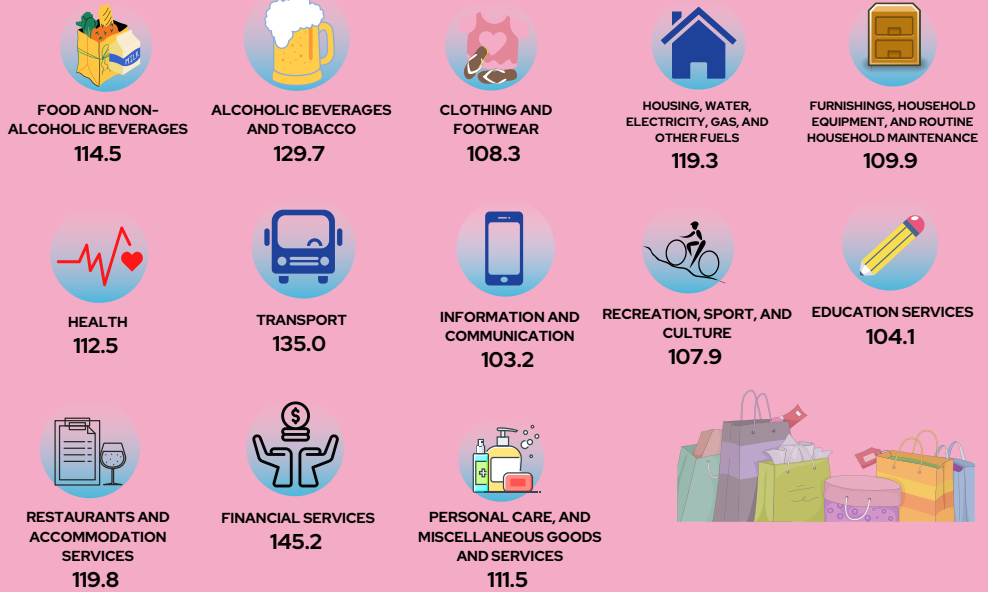 MILK
FOOD AND NON-
ALCOHOLIC BEVERAGES
114.5
ALCOHOLIC BEVERAGES
AND TOBACCO
129.7
CLOTHING AND
FOOTWEAR
108.3
HOUSING, WATER,
ELECTRICITY, GAS, AND
OTHER FUELS
119.3
FURNISHINGS, HOUSEHOLD
EQUIPMENT, AND ROUTINE
HOUSEHOLD MAINTENANCE
109.9
HEALTH
112.5
TRANSPORT
135.0
INFORMATION AND
COMMUNICATION
103.2
RECREATION, SPORT, AND
CULTURE
107.9
EDUCATION SERVICES
104.1
RESTAURANTS AND
ACCOMMODATION
SERVICES
119.8
$
FINANCIAL SERVICES
145.2
PERSONAL CARE, AND
MISCELLANEOUS GOODS
AND SERVICES
111.5